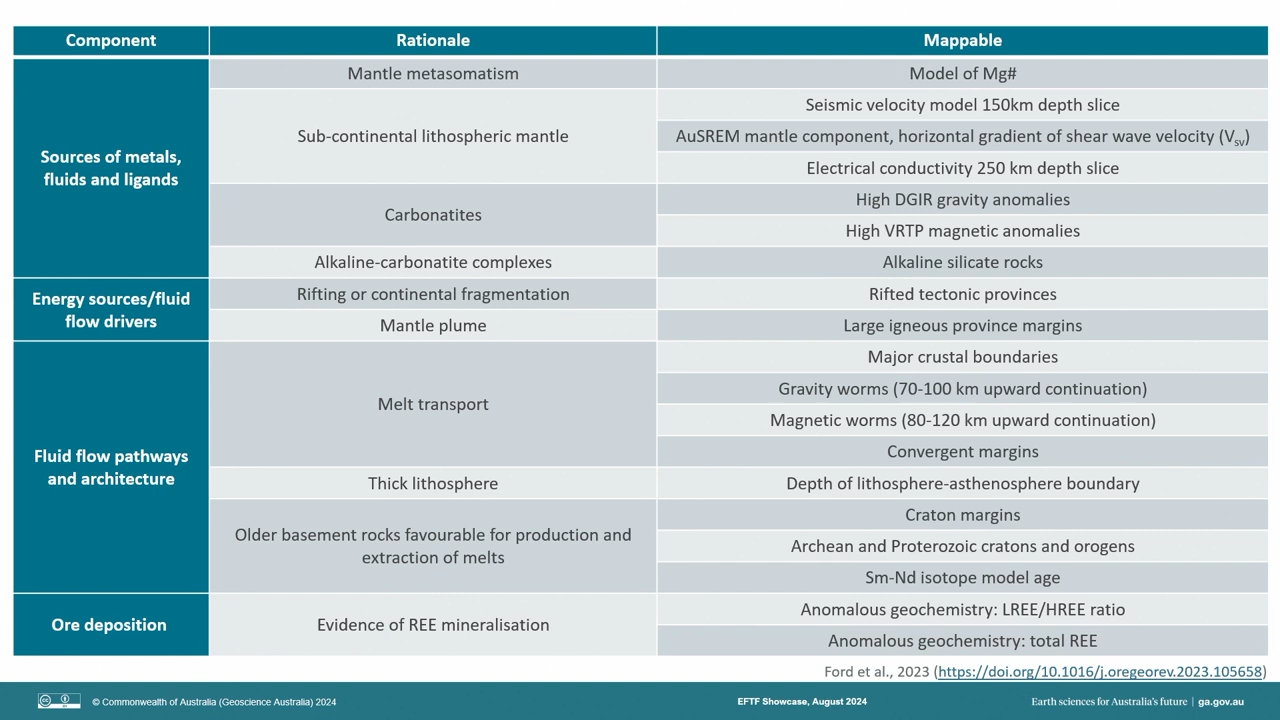 Component Rationale Mappable
Sources of metals, fluids and ligands
Mantle metasomatism
Model of Mg#
Sub-continental lithospheric mantle
Seismic velocity model 150km depth slice
AuSREM mantle component, horizontal gradient of shear wave velocity (Vsv)
Electrical conductivity 250 km depth slice
Carbonatites
High DGIR gravity anomalies
High VRTP magnetic anomalies
Alkaline-carbonatite complexes
Alkaline silicate rocks
Energy sources/fluid
flow drivers
Rifting or continental fragmentation
Rifted tectonic provinces
Mantle plume
Large igneous province margins
Fluid flow pathways
and architecture
Melt transport
Major crustal boundaries
Gravity worms (70-100 km upward continuation)
Magnetic worms (80-120 km upward continuation)
Convergent margins
Thick lithosphere
Depth of lithosphere-asthenosphere boundary
Older basement rocks favourable for production and
extraction of melts
Craton margins
Archean and Proterozoic cratons and orogens
Sm-Nd isotope model age
Ore deposition
Evidence of REE mineralisation
Anomalous geochemistry: LREE/HREE ratio
Anomalous geochemistry: total REE
Ford et al., 2023 (https://doi.org/10.1016/j.oregeorev.2023.105658)
© Commonwealth of Australia (Geoscience Australia) 2024
EFTF Showcase, August 2024
Earth sciences for Australia's future | ga.gov.au